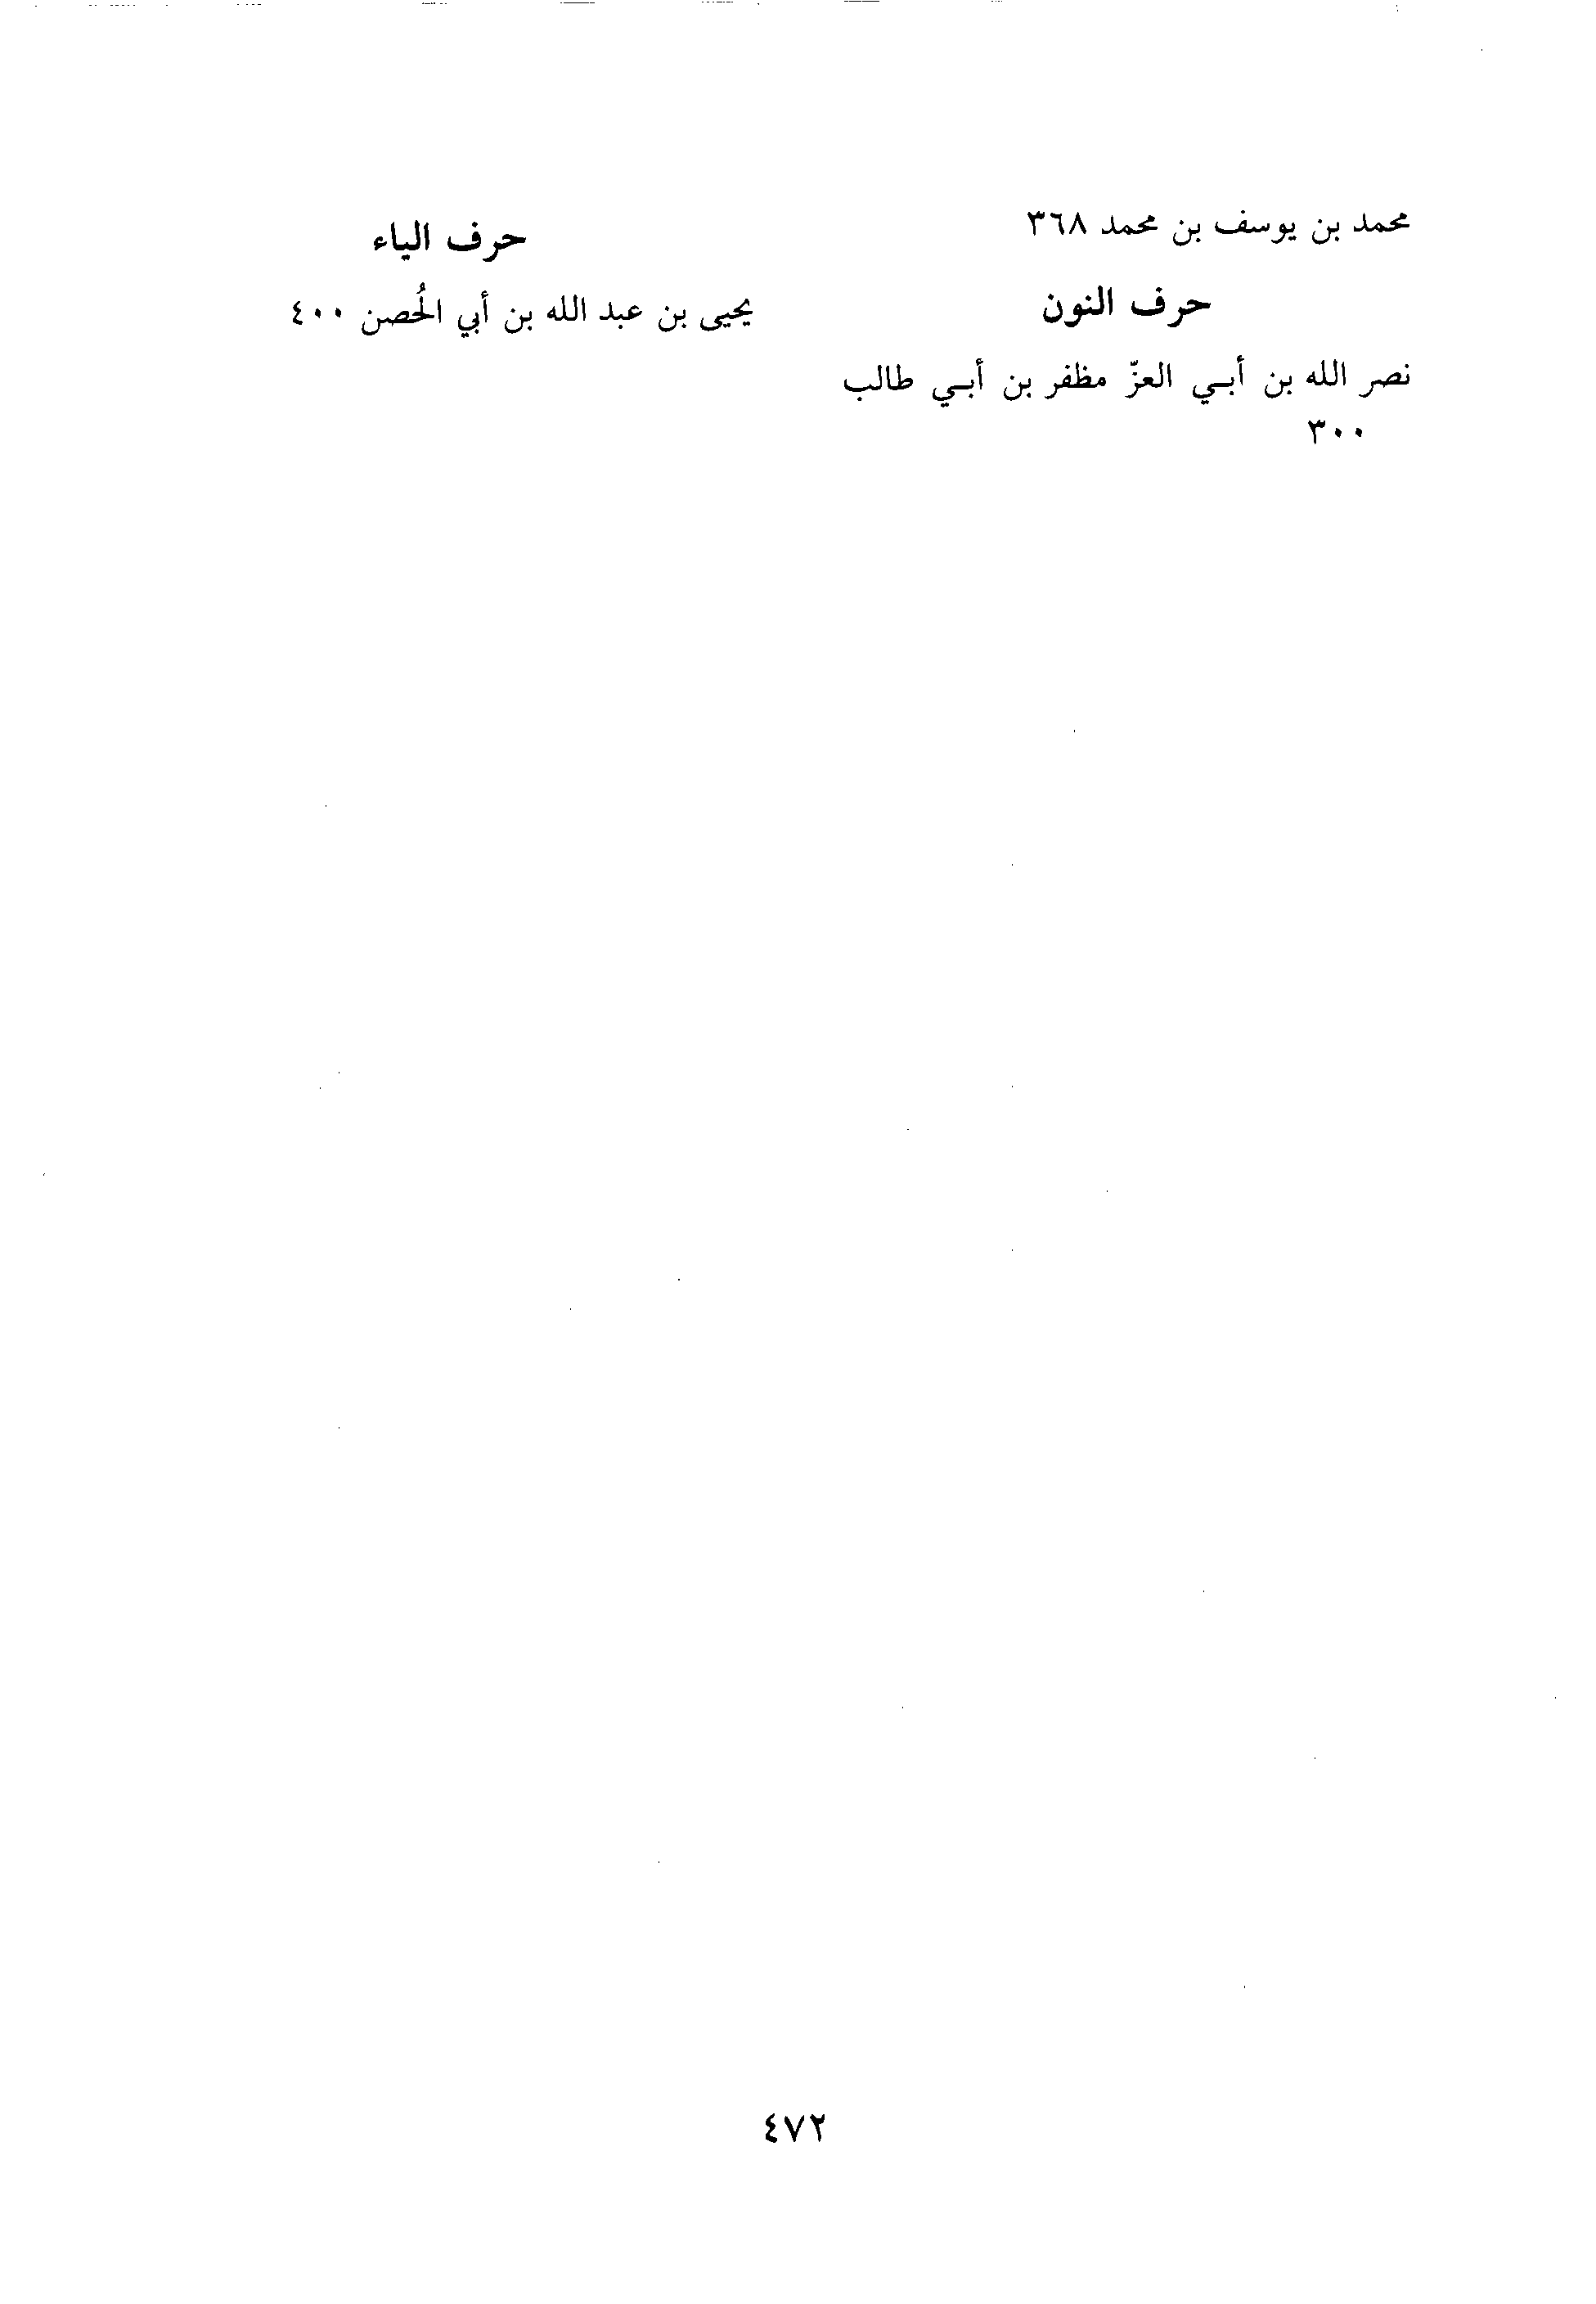 محمد بن يوسف بن محمد ٣٦٨
حرف النون
نصر الله بن أبي العزّ مظفر بن أبي طالب
٣٠٠
حرف الياء
يحيى بن عبد الله بن أبي الحُصن ٤٠٠
٤٧٢